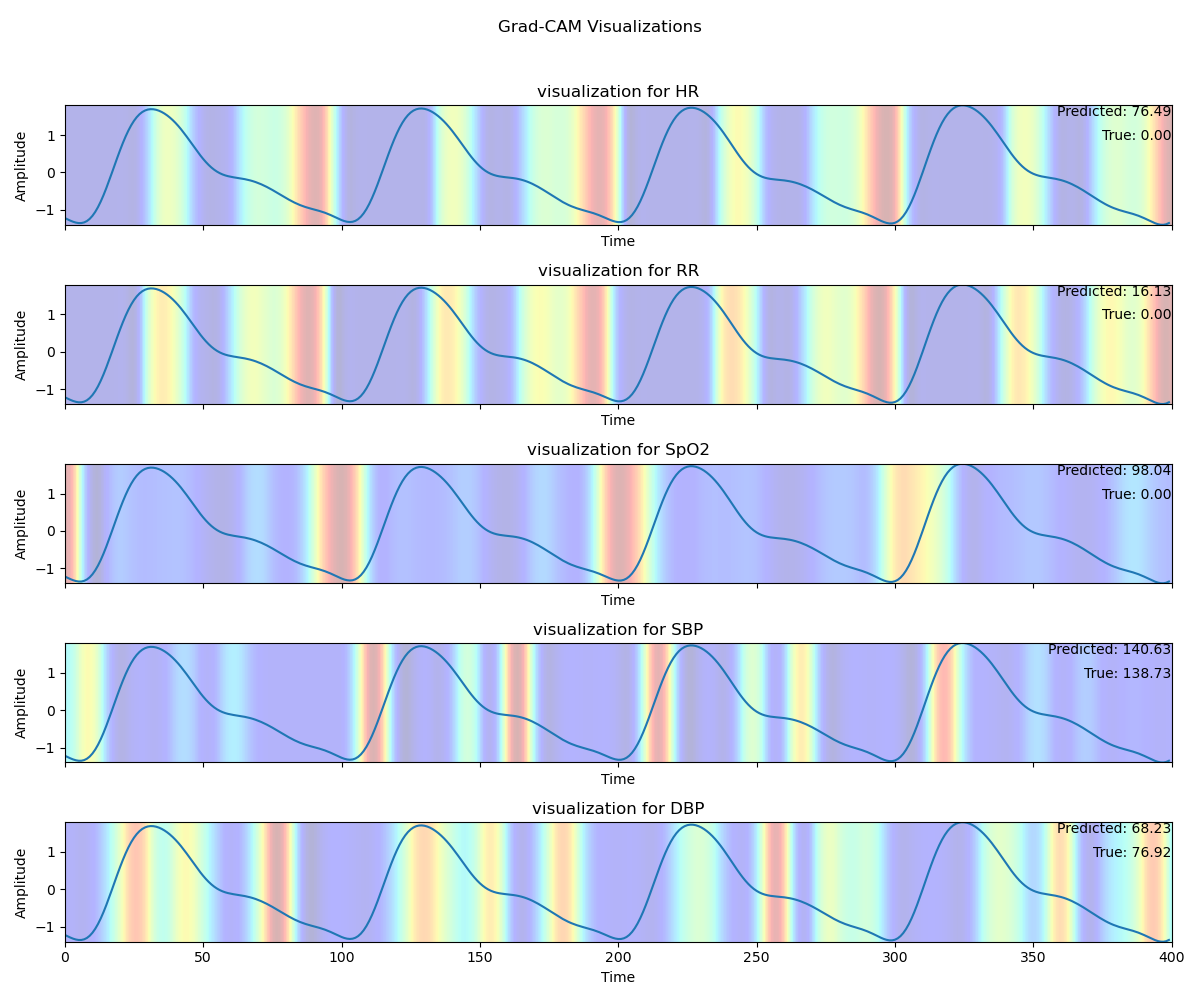 Grad-CAM Visualizations
visualization for HR
Predicted: 76.49
True: 0.00
Amplitude
1
0
−1
Time
visualization for RR
Predicted: 16.13
True: 0.00
Amplitude
1
0
−1
Time
visualization for SpO2
Predicted: 98.04
True: 0.00
Amplitude
1
0
−1
Time
visualization for SBP
Predicted: 140.63
True: 138.73
Amplitude
1
0
−1
Time
visualization for DBP
Predicted: 68.23
True: 76.92
Amplitude
1
0
−1
0 50 100 150 200 250 300 350 400
Time